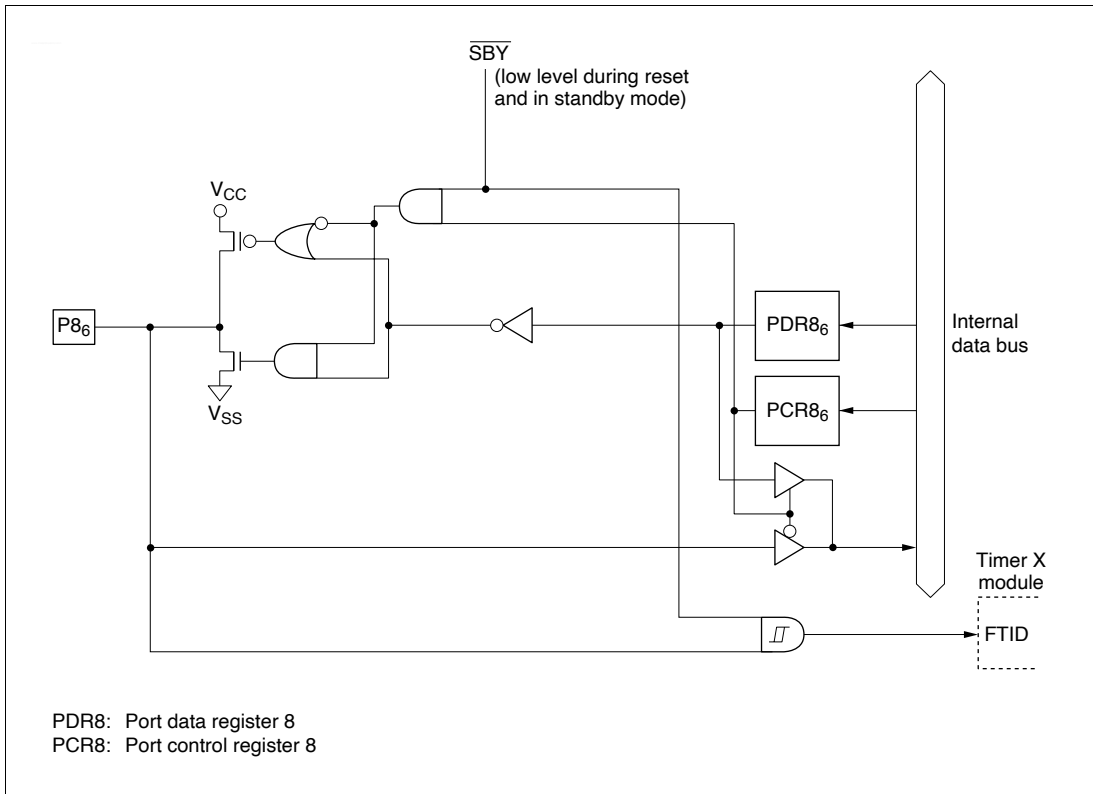 SBY
(low level during reset
and in standby mode)
VCC
P86
VSS
PDR86
PCR86
Internal
data bus
Timer X
module
FTID
PDR8: Port data register 8
PCR8: Port control register 8